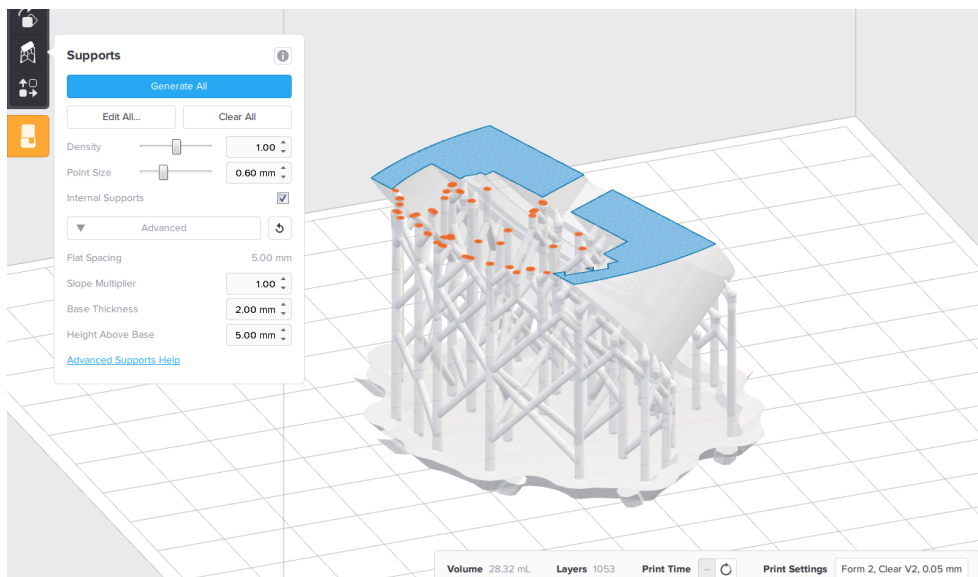 Supports
Generate All
Edit All...
Clear All
Density
1.00
Point Size
0.60 mm
Internal Supports
Advanced
Flat Spacing
5.00 mm
Slope Multiplier
1.00
Base Thickness
2.00 mm
Height Above Base
5.00 mm
Advanced Supports Help
Volume 28.32 mL Layers 1053 Print Time – Print Settings Form 2, Clear V2, 0.05 mm